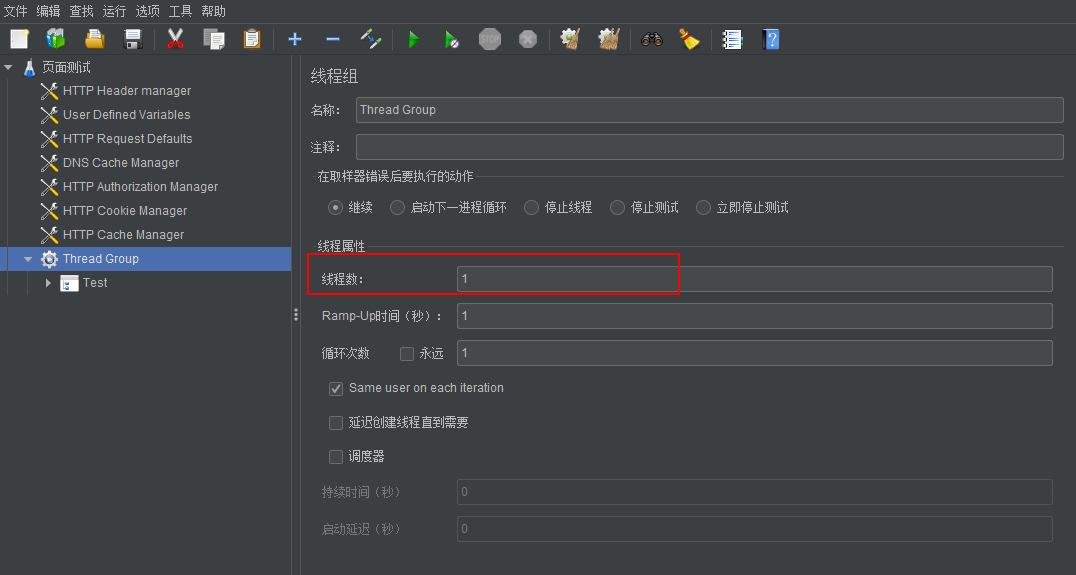 文件 编辑 查找 运行 选项 工具 帮助
STOP
?
页面测试
HTTP Header manager
User Defined Variables
HTTP Request Defaults
DNS Cache Manager
HTTP Authorization Manager
HTTP Cookie Manager
HTTP Cache Manager
Thread Group
Test
线程组
名称： Thread Group
注释：
在取样器错误后要执行的动作
继续 启动下一进程循环 停止线程 停止测试 立即停止测试
线程属性
线程数： 1
Ramp-Up时间（秒）： 1
循环次数 永远 1
Same user on each iteration
延迟创建线程直到需要
调度器
持续时间（秒） 0
启动延迟（秒） 0